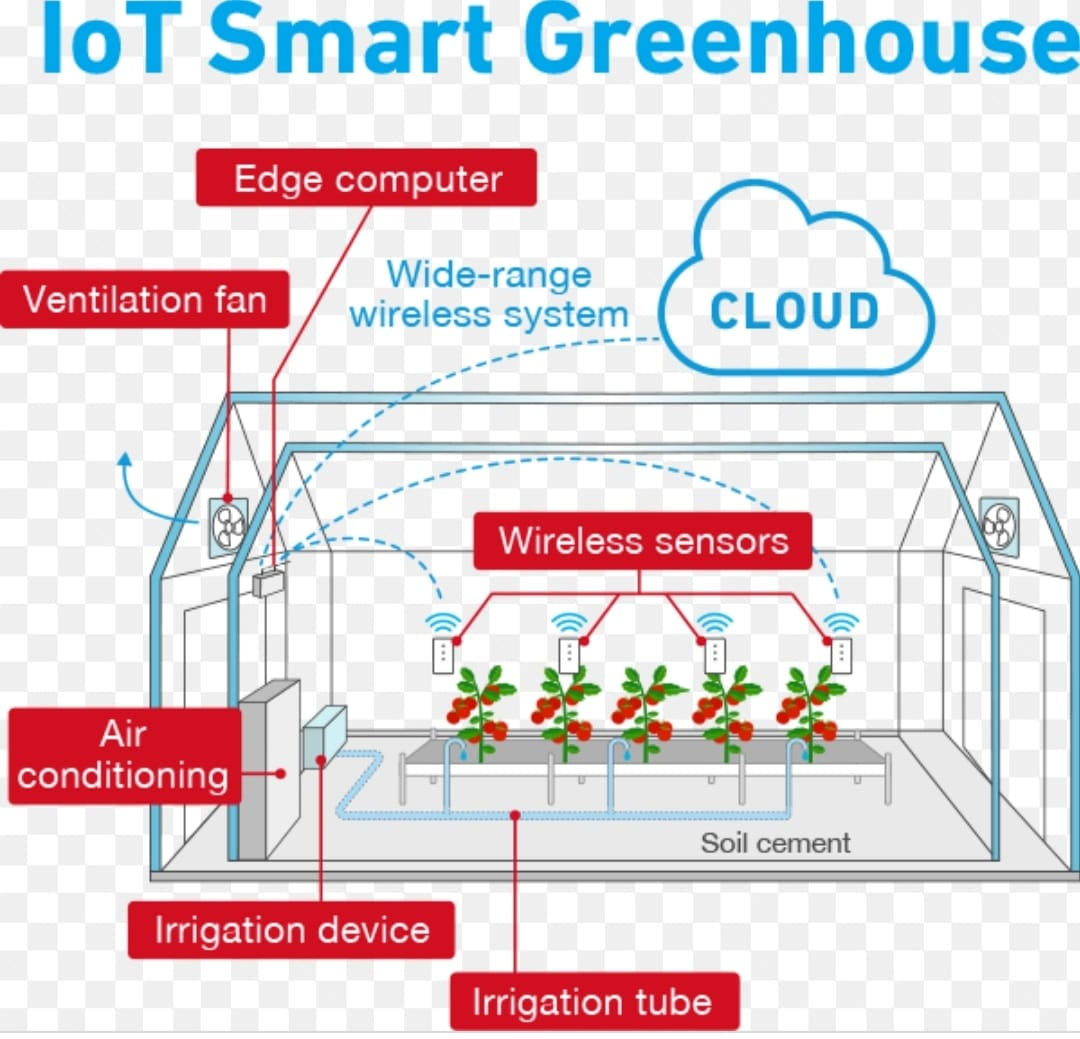 IoT Smart Greenhouse
Edge computer
Wide-range
wireless system
CLOUD
Ventilation fan
Wireless sensors
Air
conditioning
Soil cement
Irrigation device
Irrigation tube